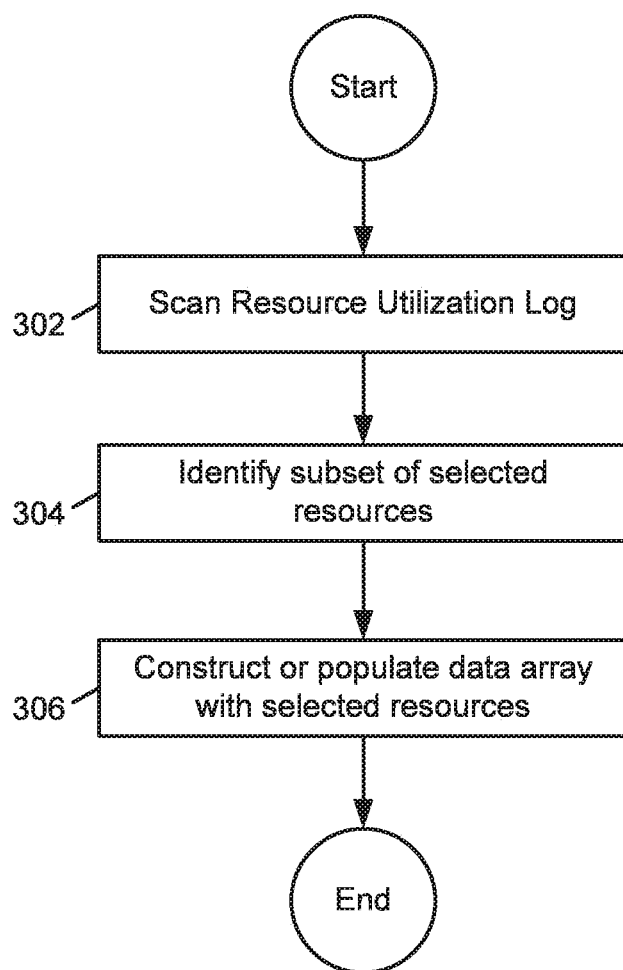 Start
Scan Resource Utilization Log
302
Identify subset of selected
resources
304
Construct or populate data array
with selected resources
306
End